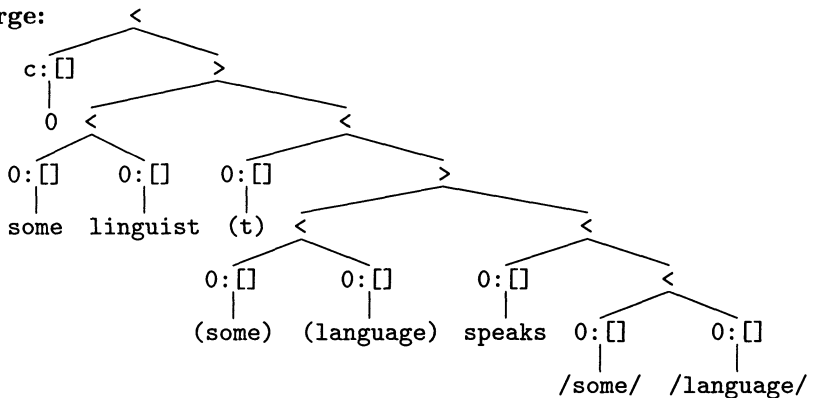 rge: <
c:[] >
0 < <
0:[] 0:[] 0:[] >
some linguist (t) < <
0:[] 0:[] 0:[] <
(some) (language) speaks 0:[] 0:[]
/some/ /language/